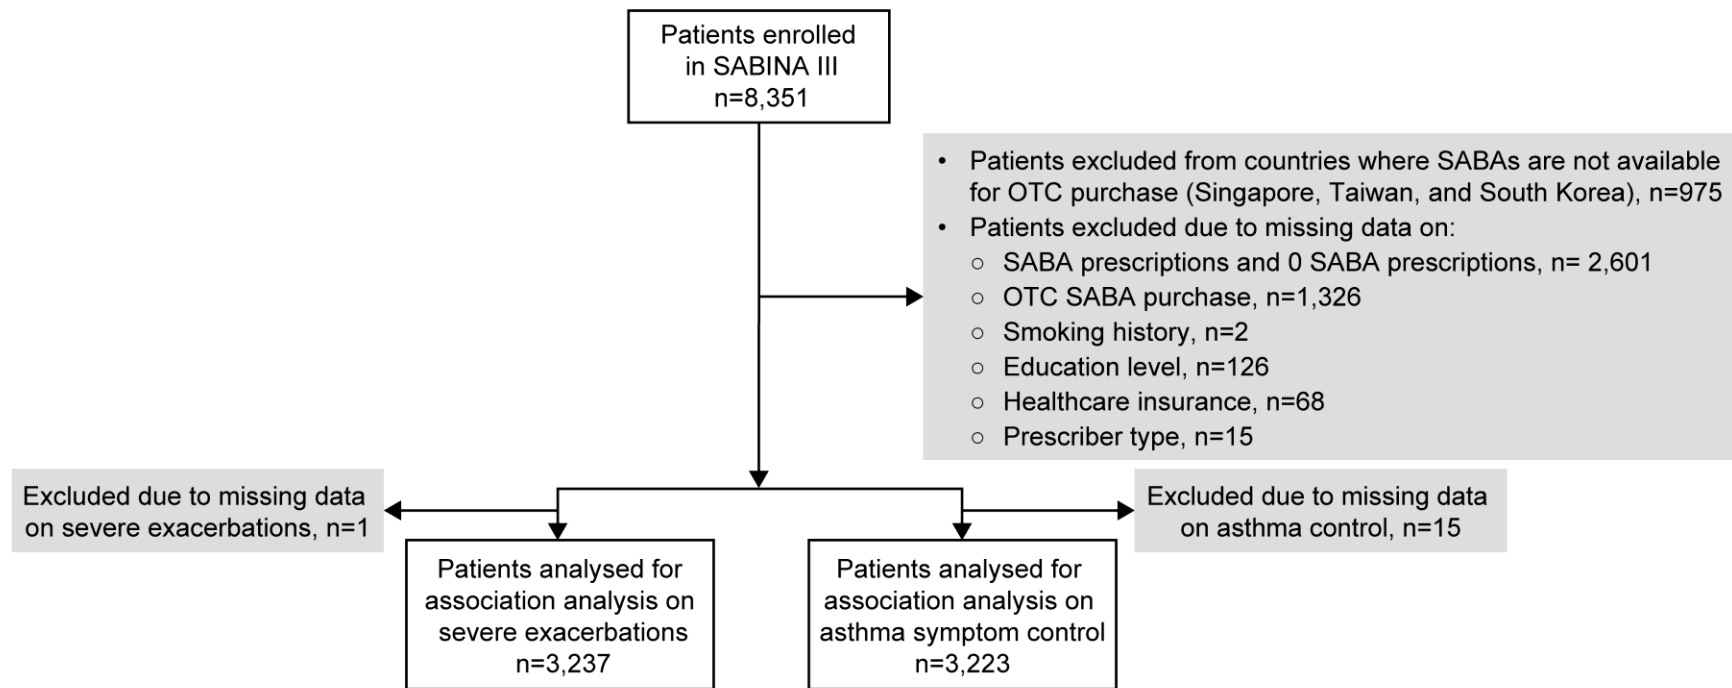 Patients enrolled
in SABINA III
n=8,351
• Patients excluded from countries where SABAs are not available
for OTC purchase (Singapore, Taiwan, and South Korea), n=975
• Patients excluded due to missing data on:
○ SABA prescriptions and 0 SABA prescriptions, n= 2,601
○ OTC SABA purchase, n=1,326
○ Smoking history, n=2
○ Education level, n=126
○ Healthcare insurance, n=68
○ Prescriber type, n=15
Excluded due to missing data
on severe exacerbations, n=1
Excluded due to missing data
on asthma control, n=15
Patients analysed for
association analysis on
severe exacerbations
n=3,237
Patients analysed for
association analysis on
asthma symptom control
n=3,223